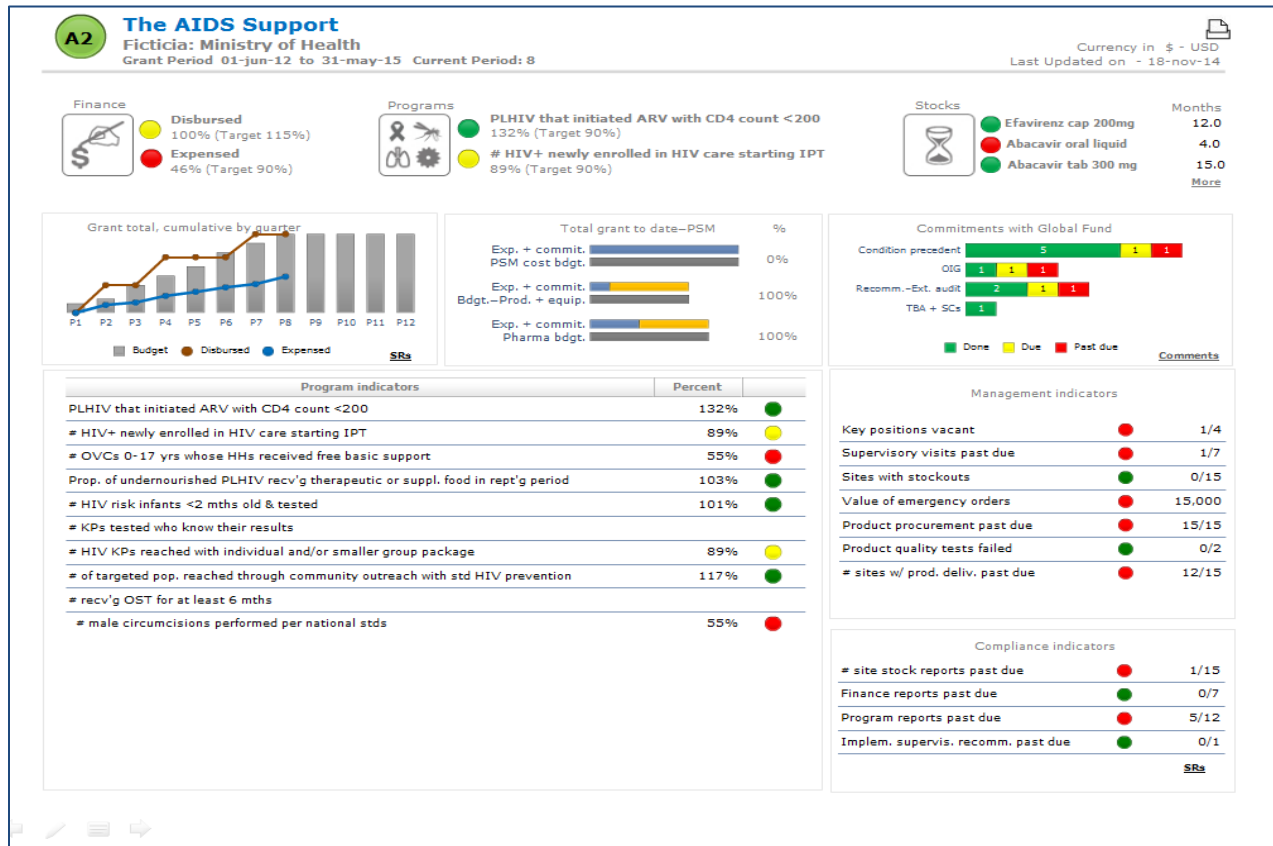 A2
The AIDS Support
Ficticia: Ministry of Health
Grant Period 01-jun-12 to 31-may-15 Current Period: 8
Currency in $ - USD
Last Updated on - 18-nov-14
Finance
Disbursed
100% (Target 115%)
Expensed
46% (Target 90%)
$
Programs
PLHIV that initiated ARV with CD4 count <200
132% (Target 90%)
# HIV+ newly enrolled in HIV care starting IPT
89% (Target 90%)
Stocks
Months
Efavirenz cap 200mg 12.0
Abacavir oral liquid 4.0
Abacavir tab 300 mg 15.0
More
Grant total, cumulative by quarter
P1 P2 P3 P4 P5 P6 P7 P8 P9 P10 P11 P12
Budget Disbursed Expensed
SRs
Total grant to date–PSM %
Exp. + commit.
PSM cost bdgt.
0%
Exp. + commit.
Bdgt.–Prod. + equip.
100%
Exp. + commit.
Pharma bdgt.
100%
Commitments with Global Fund
Condition precedent 5 1 1
OIG 1 1 1
Recomm.–Ext. audit 2 1 1
TBA + SCs 1
Done Due Past due
Comments
Program indicators Percent
PLHIV that initiated ARV with CD4 count <200 132%
# HIV+ newly enrolled in HIV care starting IPT 89%
# OVCs 0-17 yrs whose HHs received free basic support 55%
Prop. of undernourished PLHIV recv'g therapeutic or suppl. food in rept'g period 103%
# HIV risk infants <2 mths old & tested 101%
# KPs tested who know their results
# HIV KPs reached with individual and/or smaller group package 89%
# of targeted pop. reached through community outreach with std HIV prevention 117%
# recv'g OST for at least 6 mths
# male circumcisions performed per national stds 55%
Management indicators
Key positions vacant 1/4
Supervisory visits past due 1/7
Sites with stockouts 0/15
Value of emergency orders 15,000
Product procurement past due 15/15
Product quality tests failed 0/2
# sites w/ prod. deliv. past due 12/15
Compliance indicators
# site stock reports past due 1/15
Finance reports past due 0/7
Program reports past due 5/12
Implem. supervis. recomm. past due 0/1
SRs